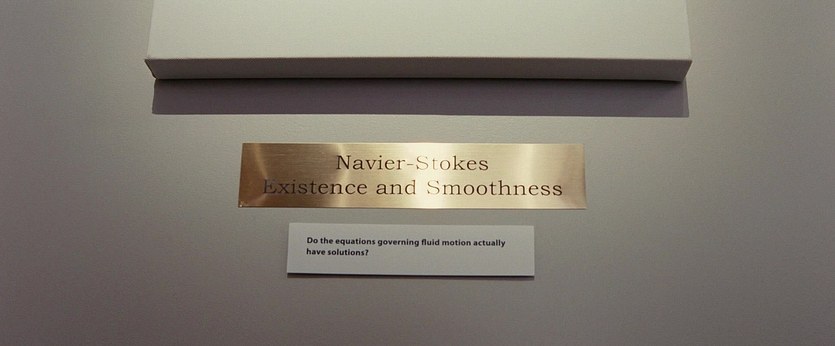 Navier-Stokes
Existence and Smoothness
Do the equations governing fluid motion actually
have solutions?